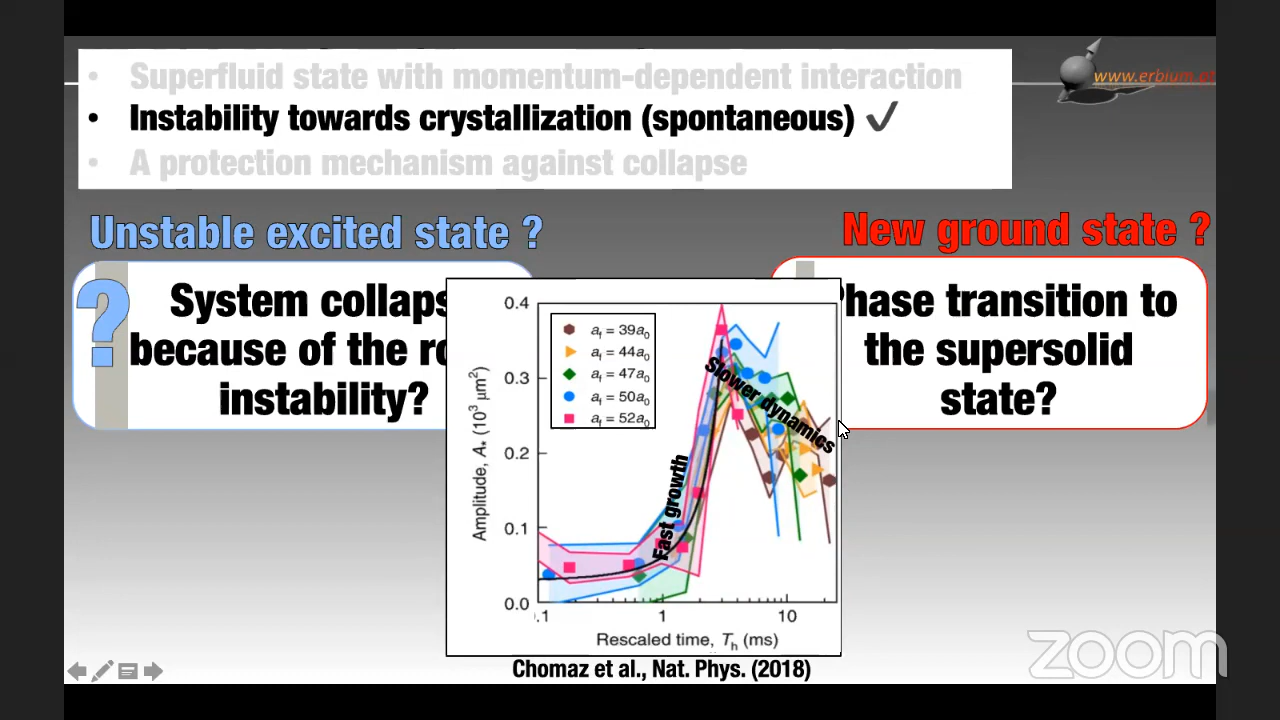 • Superfluid state with momentum-dependent interaction
• Instability towards crystallization (spontaneous) ✓
• A protection mechanism against collapse
www.erbium.at
Unstable excited state ?
New ground state ?
?
System collaps
because of the ro
instability?
Phase transition to
the supersolid
state?
0.4
0.3
0.2
0.1
0.0
Amplitude, A* (10³ μm²)
af = 39a0
af = 44a0
af = 47a0
af = 50a0
af = 52a0
Fast growth
Slower dynamics
.1
1
10
Rescaled time, Th (ms)
Chomaz et al., Nat. Phys. (2018)
zoom